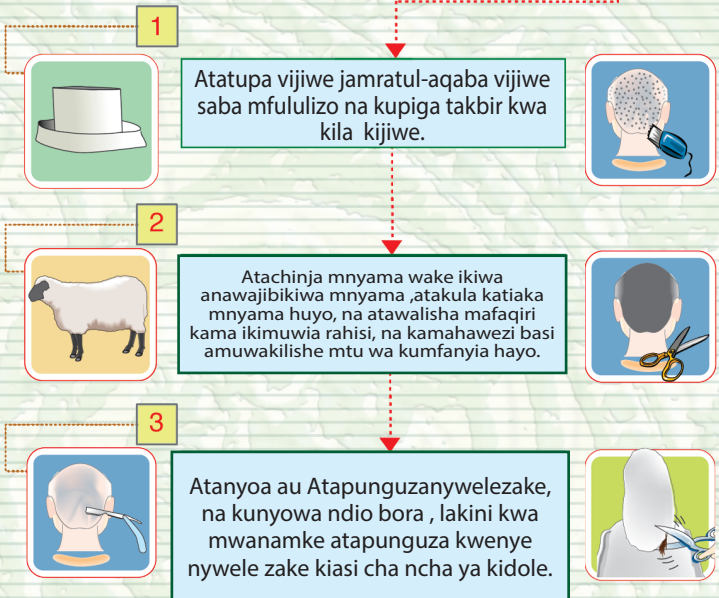 1
Atatupa vijiwe jamratul-aqaba vijiwe
saba mfululizo na kupiga takbir kwa
kila kijiwe.
2
Atachinja mnyama wake ikiwa
anawajibikiwa mnyama ,atakula katiaka
mnyama huyo, na atawalisha mafaqiri
kama ikimuwia rahisi, na kamahawezi basi
amuwakilishe mtu wa kumfanyia hayo.
3
Atanyoa au Atapunguzanywelezake,
na kunyowa ndio bora , lakini kwa
mwanamke atapunguza kwenye
nywele zake kiasi cha ncha ya kidole.